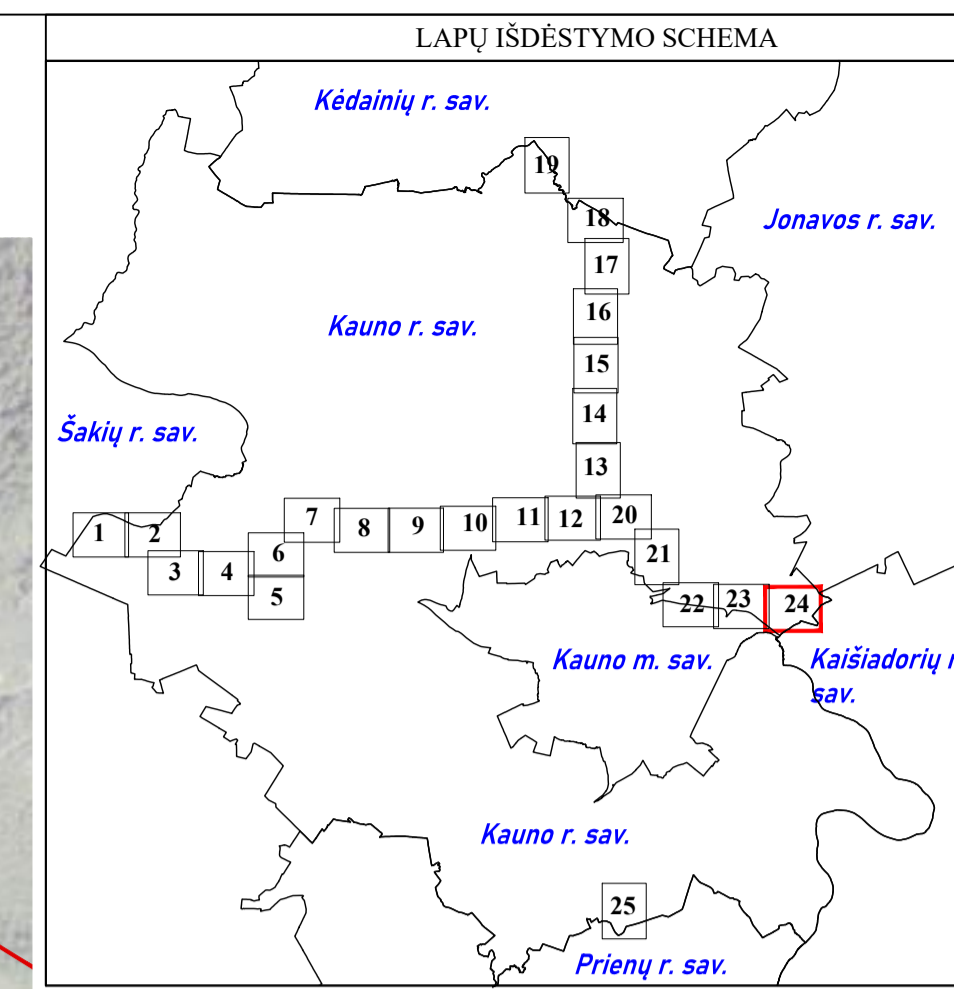 LAPŲ IŠDĖSTYMO SCHEMA
Kėdainių r. sav.
19
18
Jonavos r. sav.
17
16
Kauno r. sav.
15
14
Šakių r. sav.
13
7
11
12
20
1
2
8
9
10
6
21
3
4
5
22
23
24
Kauno m. sav.
Kaišiadorių
sav.
Kauno r. sav.
25
Prienų r. sav.